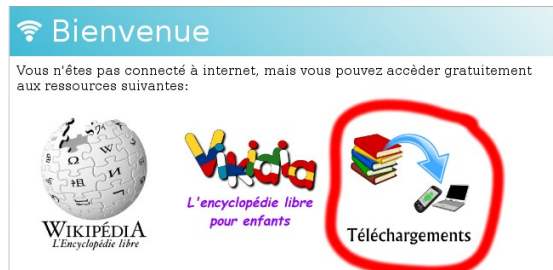 Bienvenue
Vous n'êtes pas connecté à internet, mais vous pouvez accèder gratuitement
aux ressources suivantes:
Ω W И 祖
WIKIPÉDIA
L'Encyclopédie libre
Vikidia
L'encyclopédie libre
pour enfants
Téléchargements